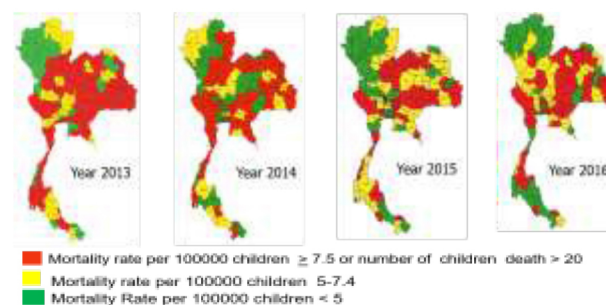 Year 2013
Year 2014
Year 2015
Year 2016
Mortality rate per 100000 children ≥ 7.5 or number of children death > 20
Mortality rate per 100000 children 5-7.4
Mortality Rate per 100000 children < 5